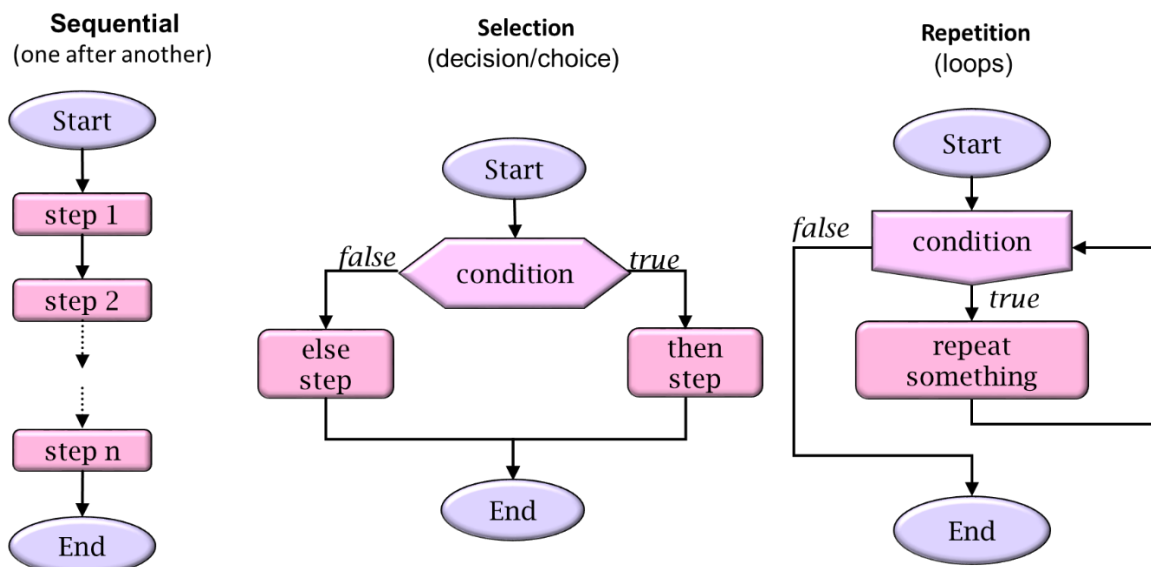 Sequential
(one after another)
Start
step 1
step 2
step n
End
Selection
(decision/choice)
Start
condition
false
true
else
step
then
step
End
Repetition
(loops)
Start
condition
false
true
repeat
something
End